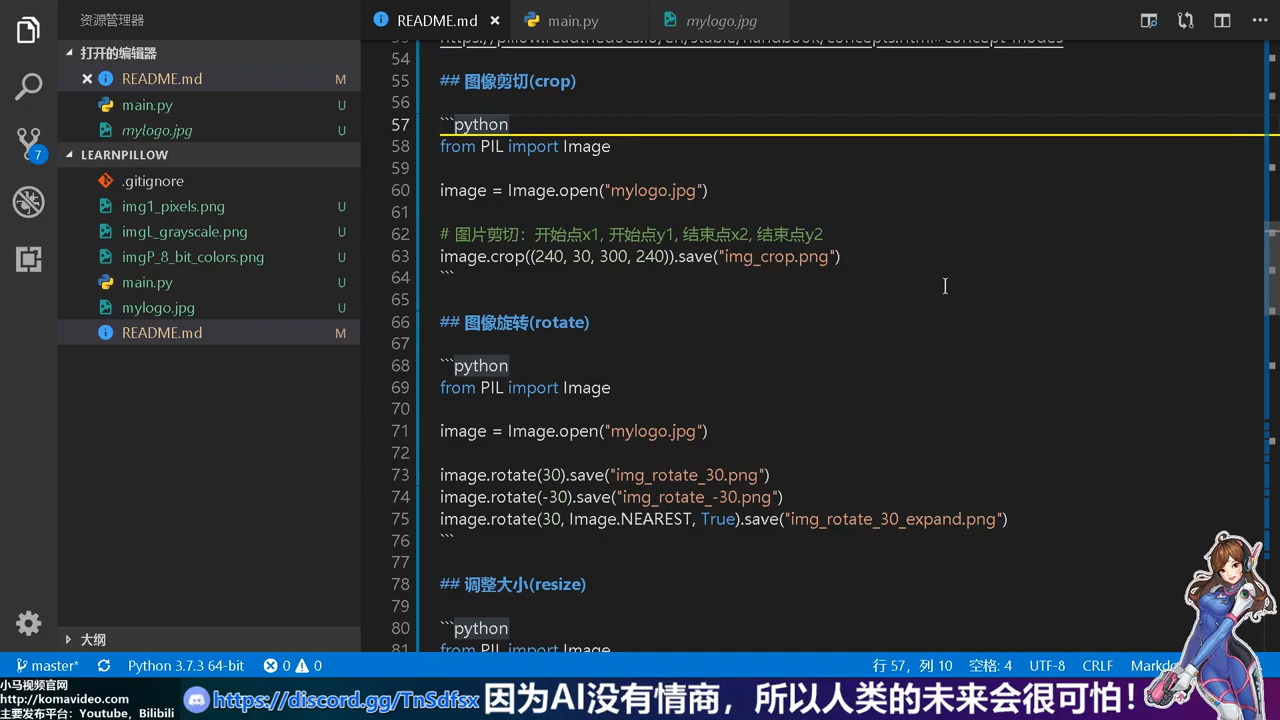 资源管理器
README.md
main.py
mylogo.jpg
打开的编辑器
README.md M
main.py U
mylogo.jpg U
LEARNPILLOW
.gitignore
img1_pixels.png U
imgL_grayscale.png U
imgP_8_bit_colors.png U
main.py U
mylogo.jpg U
README.md M
大纲
7
54
55 ## 图像剪切(crop)
56
57 ```python
58 from PIL import Image
59
60 image = Image.open("mylogo.jpg")
61
62 # 图片剪切：开始点x1, 开始点y1, 结束点x2, 结束点y2
63 image.crop((240, 30, 300, 240)).save("img_crop.png")
64 ```
65
66 ## 图像旋转(rotate)
67
68 ```python
69 from PIL import Image
70
71 image = Image.open("mylogo.jpg")
72
73 image.rotate(30).save("img_rotate_30.png")
74 image.rotate(-30).save("img_rotate_-30.png")
75 image.rotate(30, Image.NEAREST, True).save("img_rotate_30_expand.png")
76 ```
77
78 ## 调整大小(resize)
79
80 ```python
master* Python 3.7.3 64-bit 0 0 行 57，列 10 空格: 4 UTF-8 CRLF
小马视频官网
http://komavideo.com
主要发布平台：Youtube，Bilibili
https://discord.gg/TnSdfsx
因为AI没有情商，所以人类的未来会很可怕！